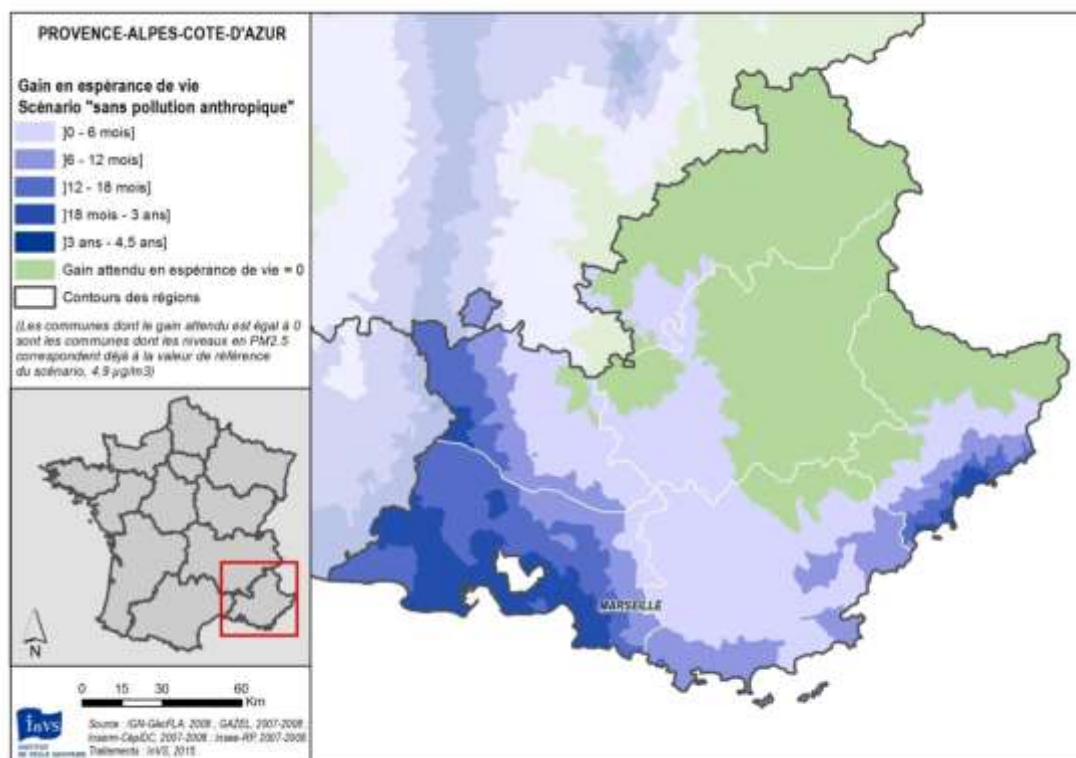 PROVENCE-ALPES-COTE-D'AZUR
Gain en espérance de vie
Scénario "sans pollution anthropique"
]0 - 6 mois]
]6 - 12 mois]
]12 - 18 mois]
]18 mois - 3 ans]
]3 ans - 4,5 ans]
Gain attendu en espérance de vie = 0
Contours des régions
(Les communes dont le gain attendu est égal à 0
sont les communes dont les niveaux en PM2.5
correspondent déjà à la valeur de référence
du scénario, 4.9 µg/m3)
MARSEILLE
N
0 15 30 60
Km
InVS
INSTITUT
DE VEILLE SANITAIRE
Source : IGN-GéoFLA, 2008 ; GAZEL, 2007-2008 ;
Inserm-CépiDC, 2007-2008 ; Insee-RP, 2007-2008
Traitements : InVS, 2015